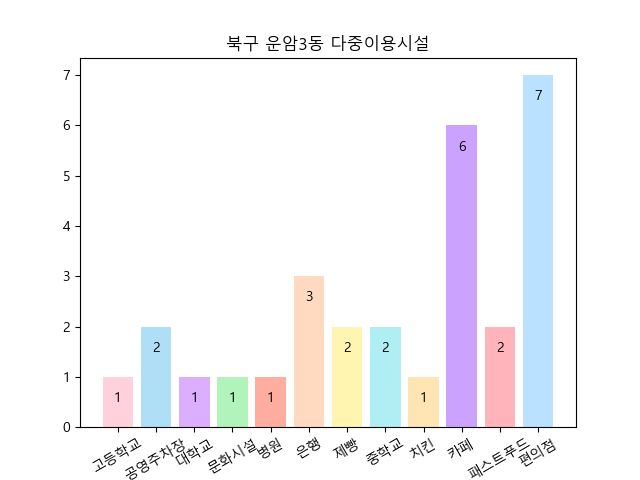 북구 운암3동 다중이용시설
7
6
5
4
3
2
1
0
1
2
1
1
1
3
2
2
1
6
2
7
고등학교
공영주차장
대학교
문화시설
병원
은행
제빵
중학교
치킨
카페
패스트푸드
편의점